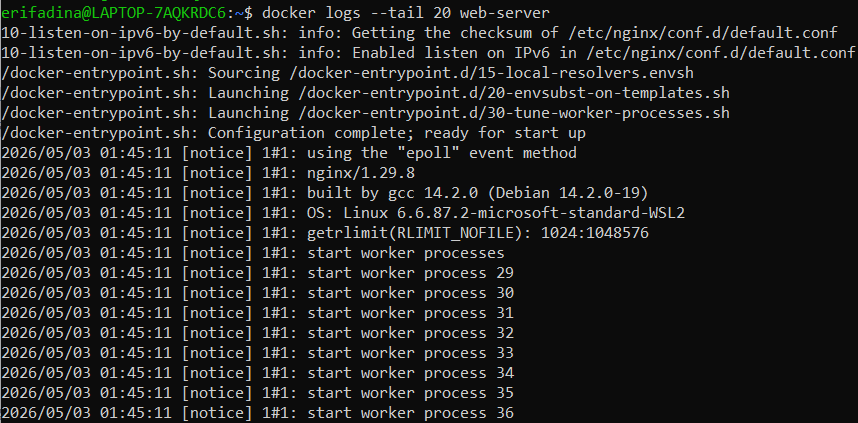 erifadina@LAPTOP-7AQKRDC6:~$ docker logs --tail 20 web-server
10-listen-on-ipv6-by-default.sh: info: Getting the checksum of /etc/nginx/conf.d/default.conf
10-listen-on-ipv6-by-default.sh: info: Enabled listen on IPv6 in /etc/nginx/conf.d/default.conf
/docker-entrypoint.sh: Sourcing /docker-entrypoint.d/15-local-resolvers.envsh
/docker-entrypoint.sh: Launching /docker-entrypoint.d/20-envsubst-on-templates.sh
/docker-entrypoint.sh: Launching /docker-entrypoint.d/30-tune-worker-processes.sh
/docker-entrypoint.sh: Configuration complete; ready for start up
2026/05/03 01:45:11 [notice] 1#1: using the "epoll" event method
2026/05/03 01:45:11 [notice] 1#1: nginx/1.29.8
2026/05/03 01:45:11 [notice] 1#1: built by gcc 14.2.0 (Debian 14.2.0-19)
2026/05/03 01:45:11 [notice] 1#1: OS: Linux 6.6.87.2-microsoft-standard-WSL2
2026/05/03 01:45:11 [notice] 1#1: getrlimit(RLIMIT_NOFILE): 1024:1048576
2026/05/03 01:45:11 [notice] 1#1: start worker processes
2026/05/03 01:45:11 [notice] 1#1: start worker process 29
2026/05/03 01:45:11 [notice] 1#1: start worker process 30
2026/05/03 01:45:11 [notice] 1#1: start worker process 31
2026/05/03 01:45:11 [notice] 1#1: start worker process 32
2026/05/03 01:45:11 [notice] 1#1: start worker process 33
2026/05/03 01:45:11 [notice] 1#1: start worker process 34
2026/05/03 01:45:11 [notice] 1#1: start worker process 35
2026/05/03 01:45:11 [notice] 1#1: start worker process 36